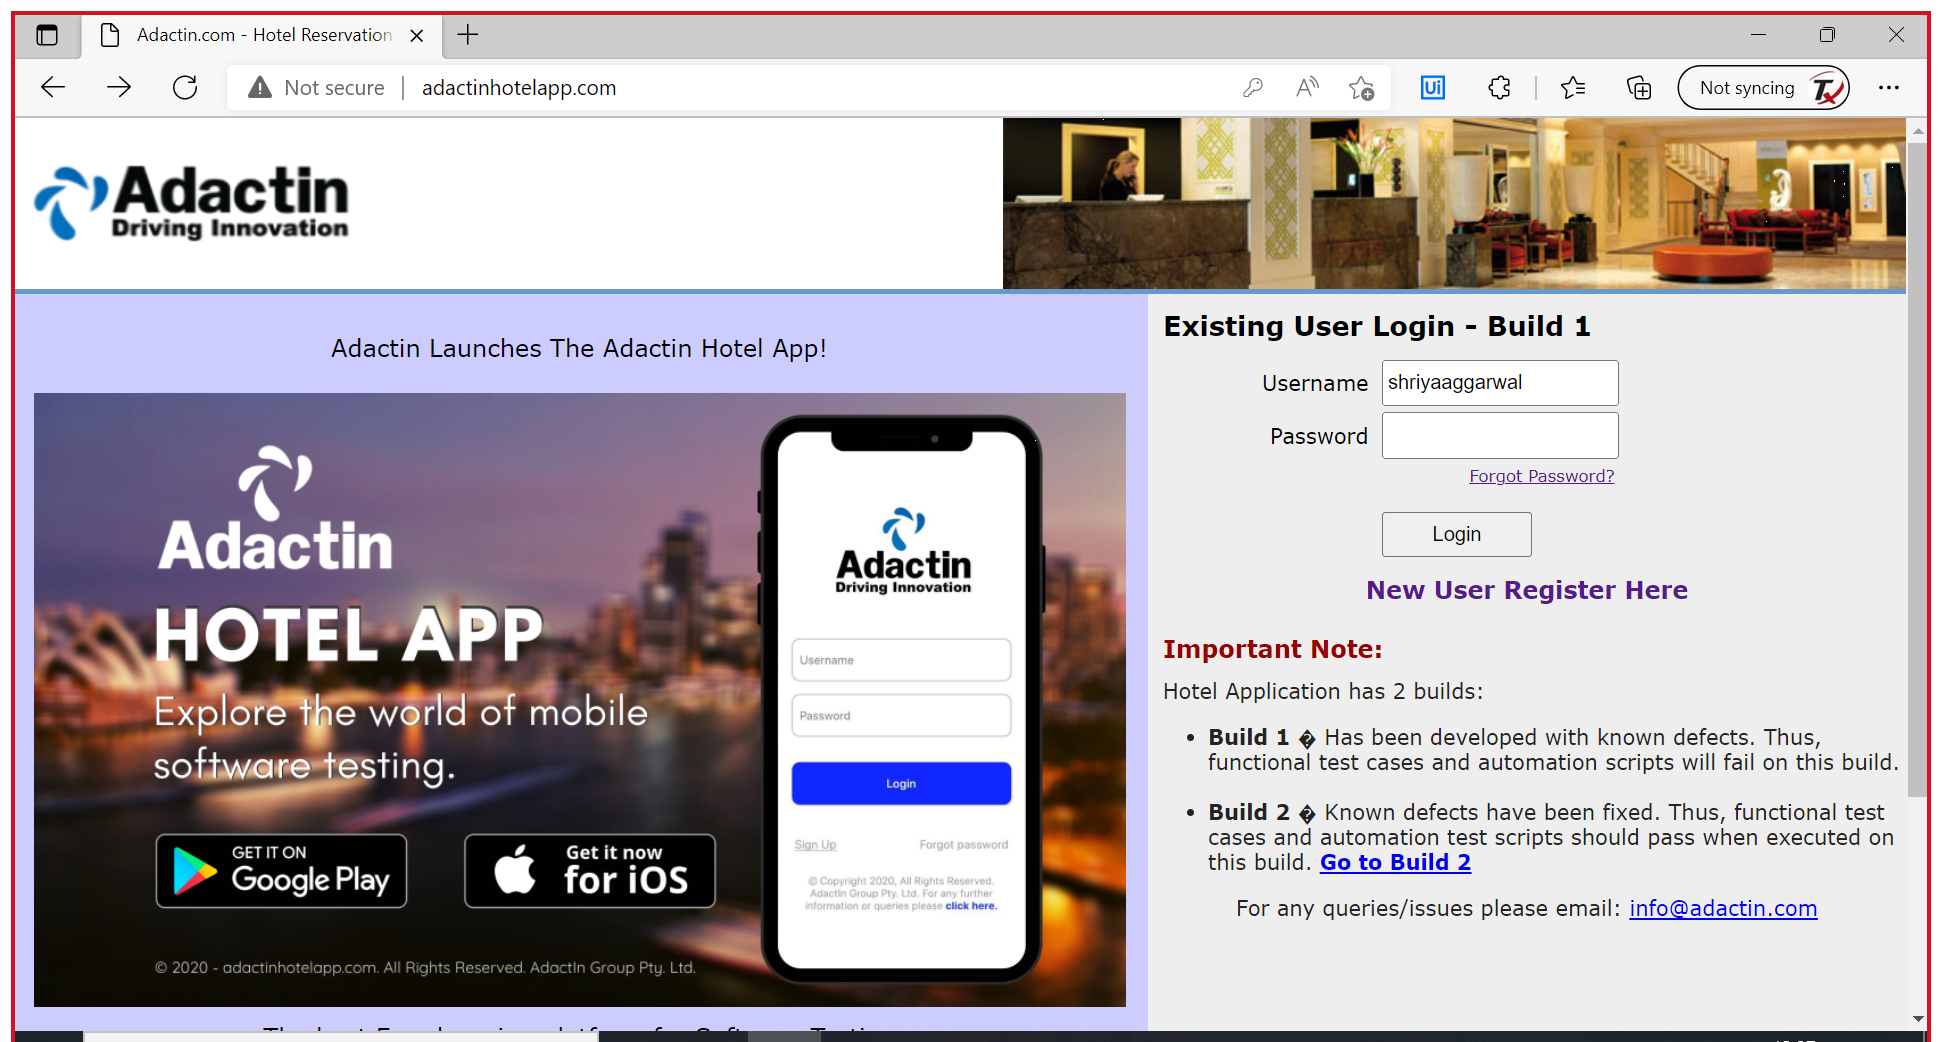 Adactin.com - Hotel Reservation
Not secure
adactinhotelapp.com
Ui
Not syncing
Adactin
Driving Innovation
Adactin Launches The Adactin Hotel App!
Adactin
HOTEL APP
Explore the world of mobile
software testing.
GET IT ON
Google Play
Get it now
for iOS
© 2020 - adactinhotelapp.com. All Rights Reserved. AdactIn Group Pty. Ltd.
Adactin
Driving Innovation
Username
Password
Login
Sign Up
Forgot password
© Copyright 2020, All Rights Reserved.
AdactIn Group Pty. Ltd. For any further
information or queries please click here.
Existing User Login - Build 1
Username
shriyaaggarwal
Password
Forgot Password?
Login
New User Register Here
Important Note:
Hotel Application has 2 builds:
• Build 1 � Has been developed with known defects. Thus,
functional test cases and automation scripts will fail on this build.
• Build 2 � Known defects have been fixed. Thus, functional test
cases and automation test scripts should pass when executed on
this build. Go to Build 2
For any queries/issues please email: info@adactin.com